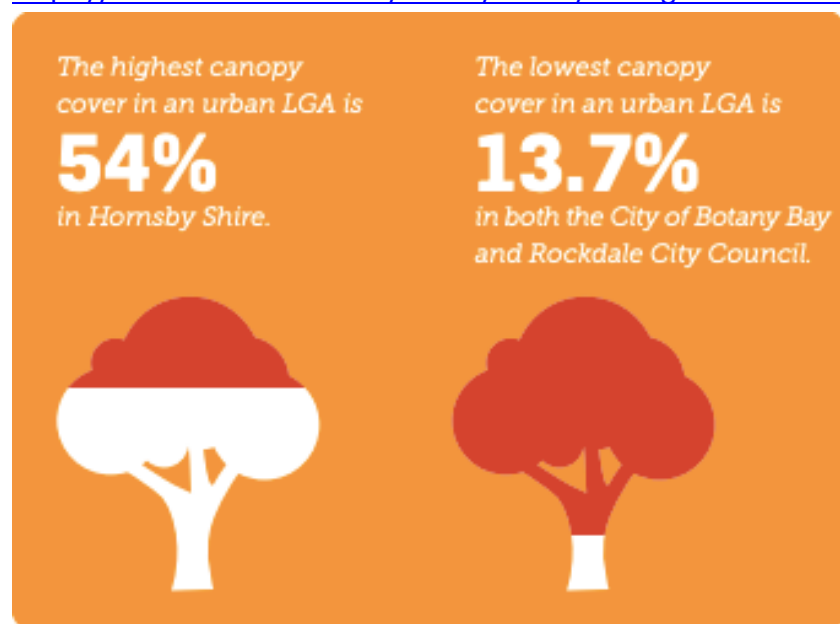 The highest canopy
cover in an urban LGA is
54%
in Hornsby Shire.
The lowest canopy
cover in an urban LGA is
13.7%
in both the City of Botany Bay
and Rockdale City Council.